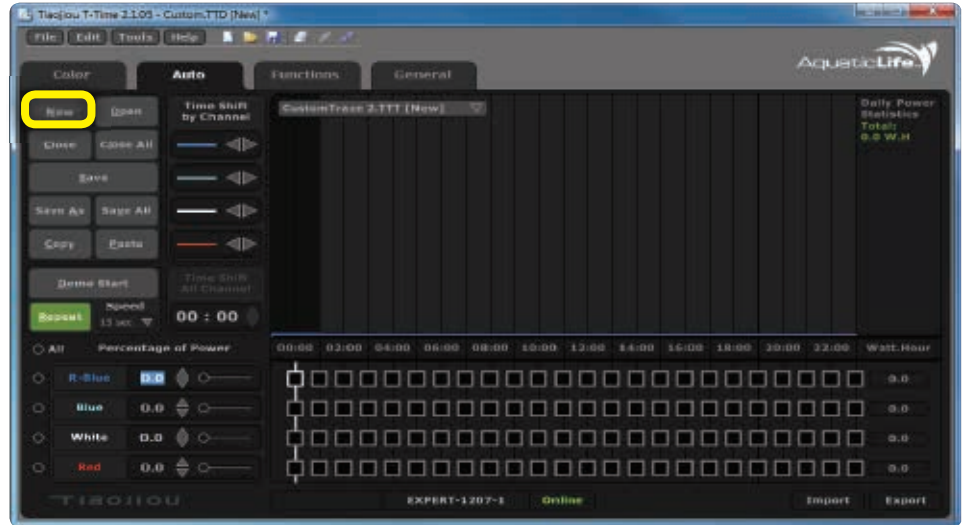 Tiaojiou T-Time 2.1.05 - Custom.TTD [New] *
File Edit Tools Help
AquaticLife
Color Auto Functions General
New Open Time Shift by Channel CustomTrace 2.TTT [New] Daily Power Statistics
Total:
0.0 W.H
Close Close All
Save
Save As Save All
Copy Paste
Demo Start Time Shift All Channel
Repeat Speed 15 sec 00 : 00
All Percentage of Power 00:00 02:00 04:00 06:00 08:00 10:00 12:00 14:00 16:00 18:00 20:00 22:00 Watt.Hour
R-Blue 0.0 0.0
Blue 0.0 0.0
White 0.0 0.0
Red 0.0 0.0
TIAOJIOU EXPERT-1207-1 Online Import Export